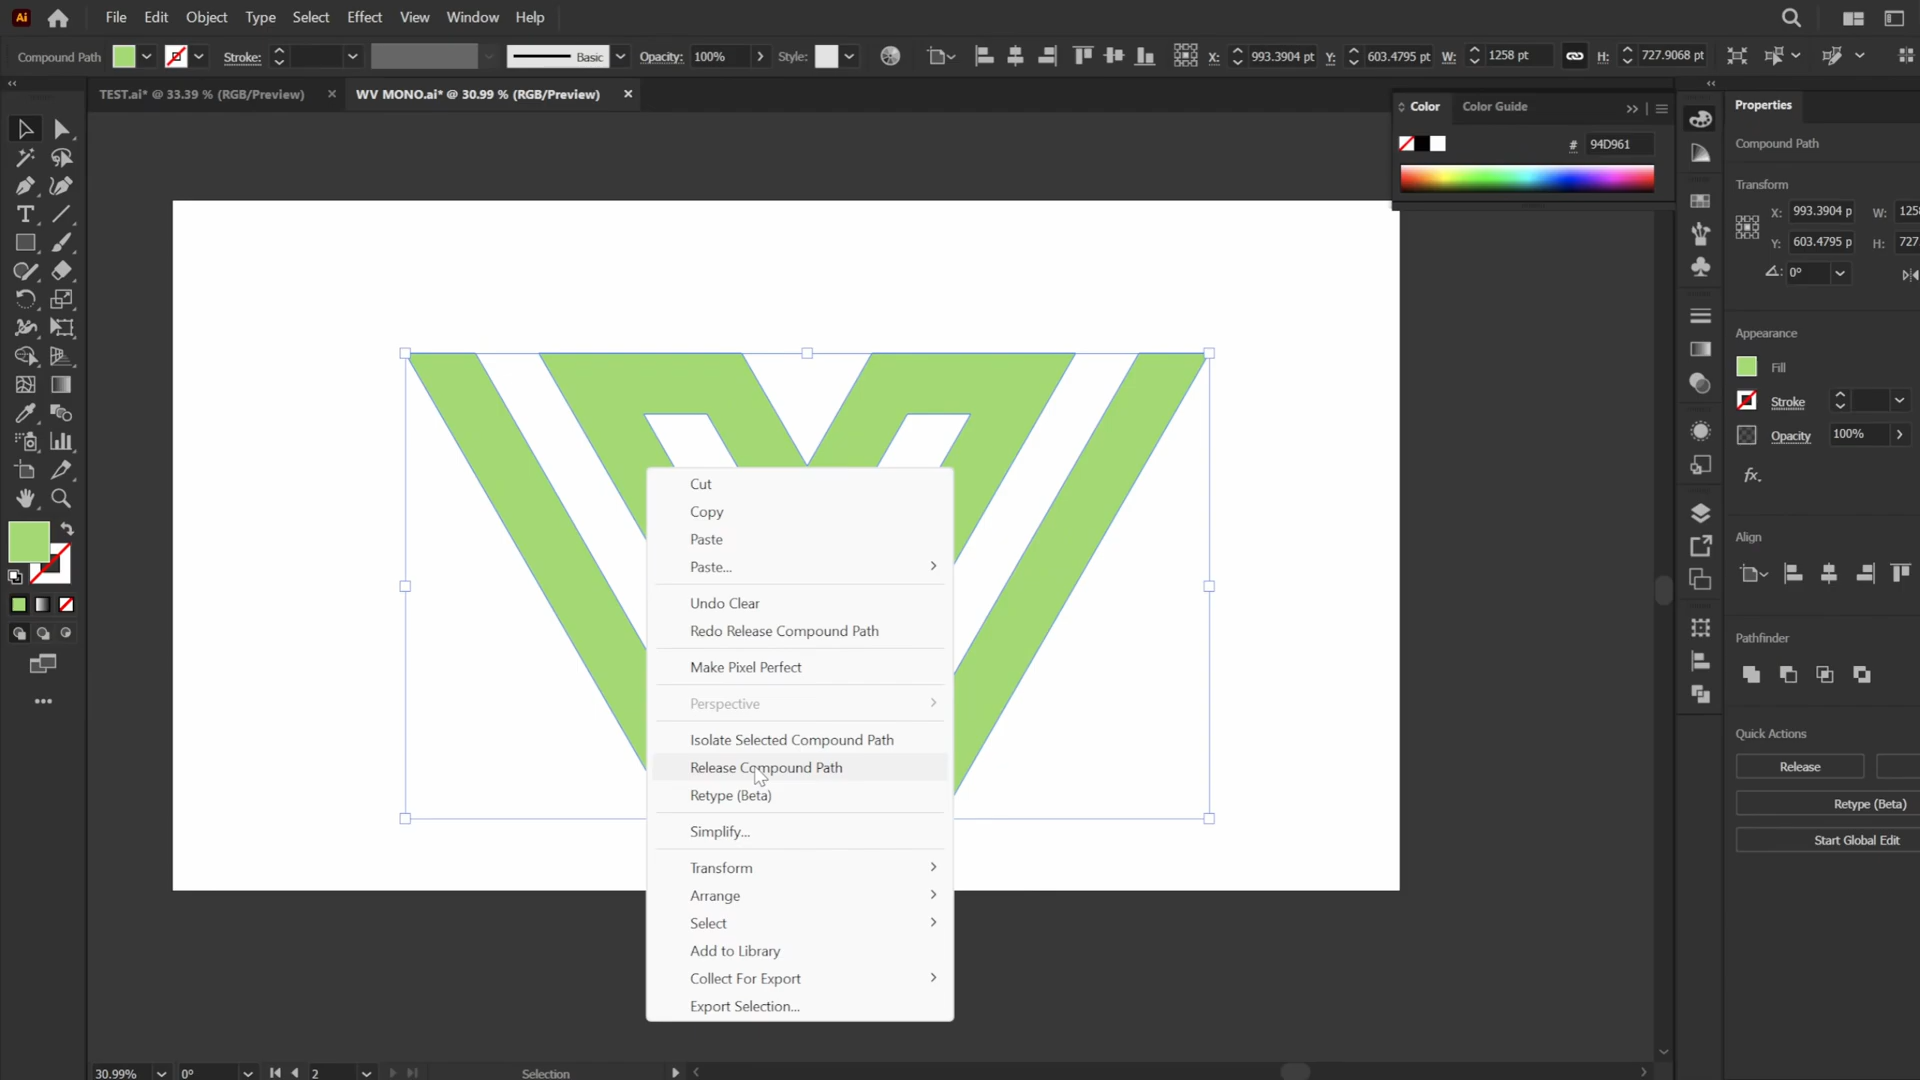 Ai File Edit Object Type Select Effect View Window Help
Compound Path Stroke: Basic Opacity: 100% Style: X: 993.3904 pt Y: 603.4795 pt W: 1258 pt H: 727.9068 pt
TEST.ai* @ 33.39 % (RGB/Preview) WV MONO.ai* @ 30.99 % (RGB/Preview)
Color Color Guide
# 94D961
Properties
Compound Path
Transform
X: 993.3904 p W: 125
Y: 603.4795 p H: 727.
0°
Appearance
Fill
Stroke
Opacity 100%
fx.
Align
Pathfinder
Quick Actions
Release
Retype (Beta)
Start Global Edit
Cut
Copy
Paste
Paste...
Undo Clear
Redo Release Compound Path
Make Pixel Perfect
Perspective
Isolate Selected Compound Path
Release Compound Path
Retype (Beta)
Simplify...
Transform
Arrange
Select
Add to Library
Collect For Export
Export Selection...
30.99% 0° 2 Selection